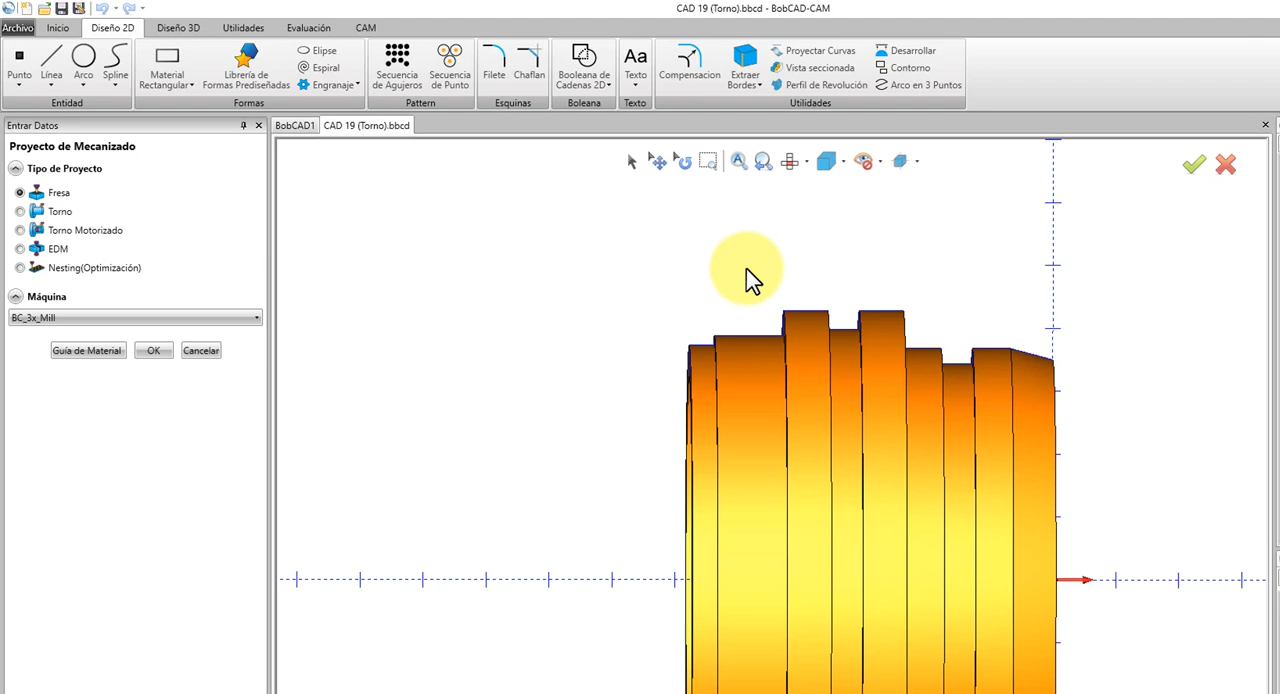 CAD 19 (Torno).bbcd - BobCAD-CAM
Archivo Inicio Diseño 2D Diseño 3D Utilidades Evaluación CAM
Punto Línea Arco Spline
Entidad
Material Rectangular
Librería de Formas Prediseñadas
Elipse
Espiral
Engranaje
Formas
Secuencia de Agujeros
Secuencia de Punto
Pattern
Filete Chaflan
Esquinas
Booleana de Cadenas 2D
Boleana
Aa
Texto
Texto
Compensacion
Extraer Bordes
Proyectar Curvas
Vista seccionada
Perfil de Revolución
Desarrollar
Contorno
Arco en 3 Puntos
Utilidades
Entrar Datos
BobCAD1 CAD 19 (Torno).bbcd
Proyecto de Mecanizado
Tipo de Proyecto
Fresa
Torno
Torno Motorizado
EDM
Nesting(Optimización)
Máquina
BC_3x_Mill
Guía de Material OK Cancelar